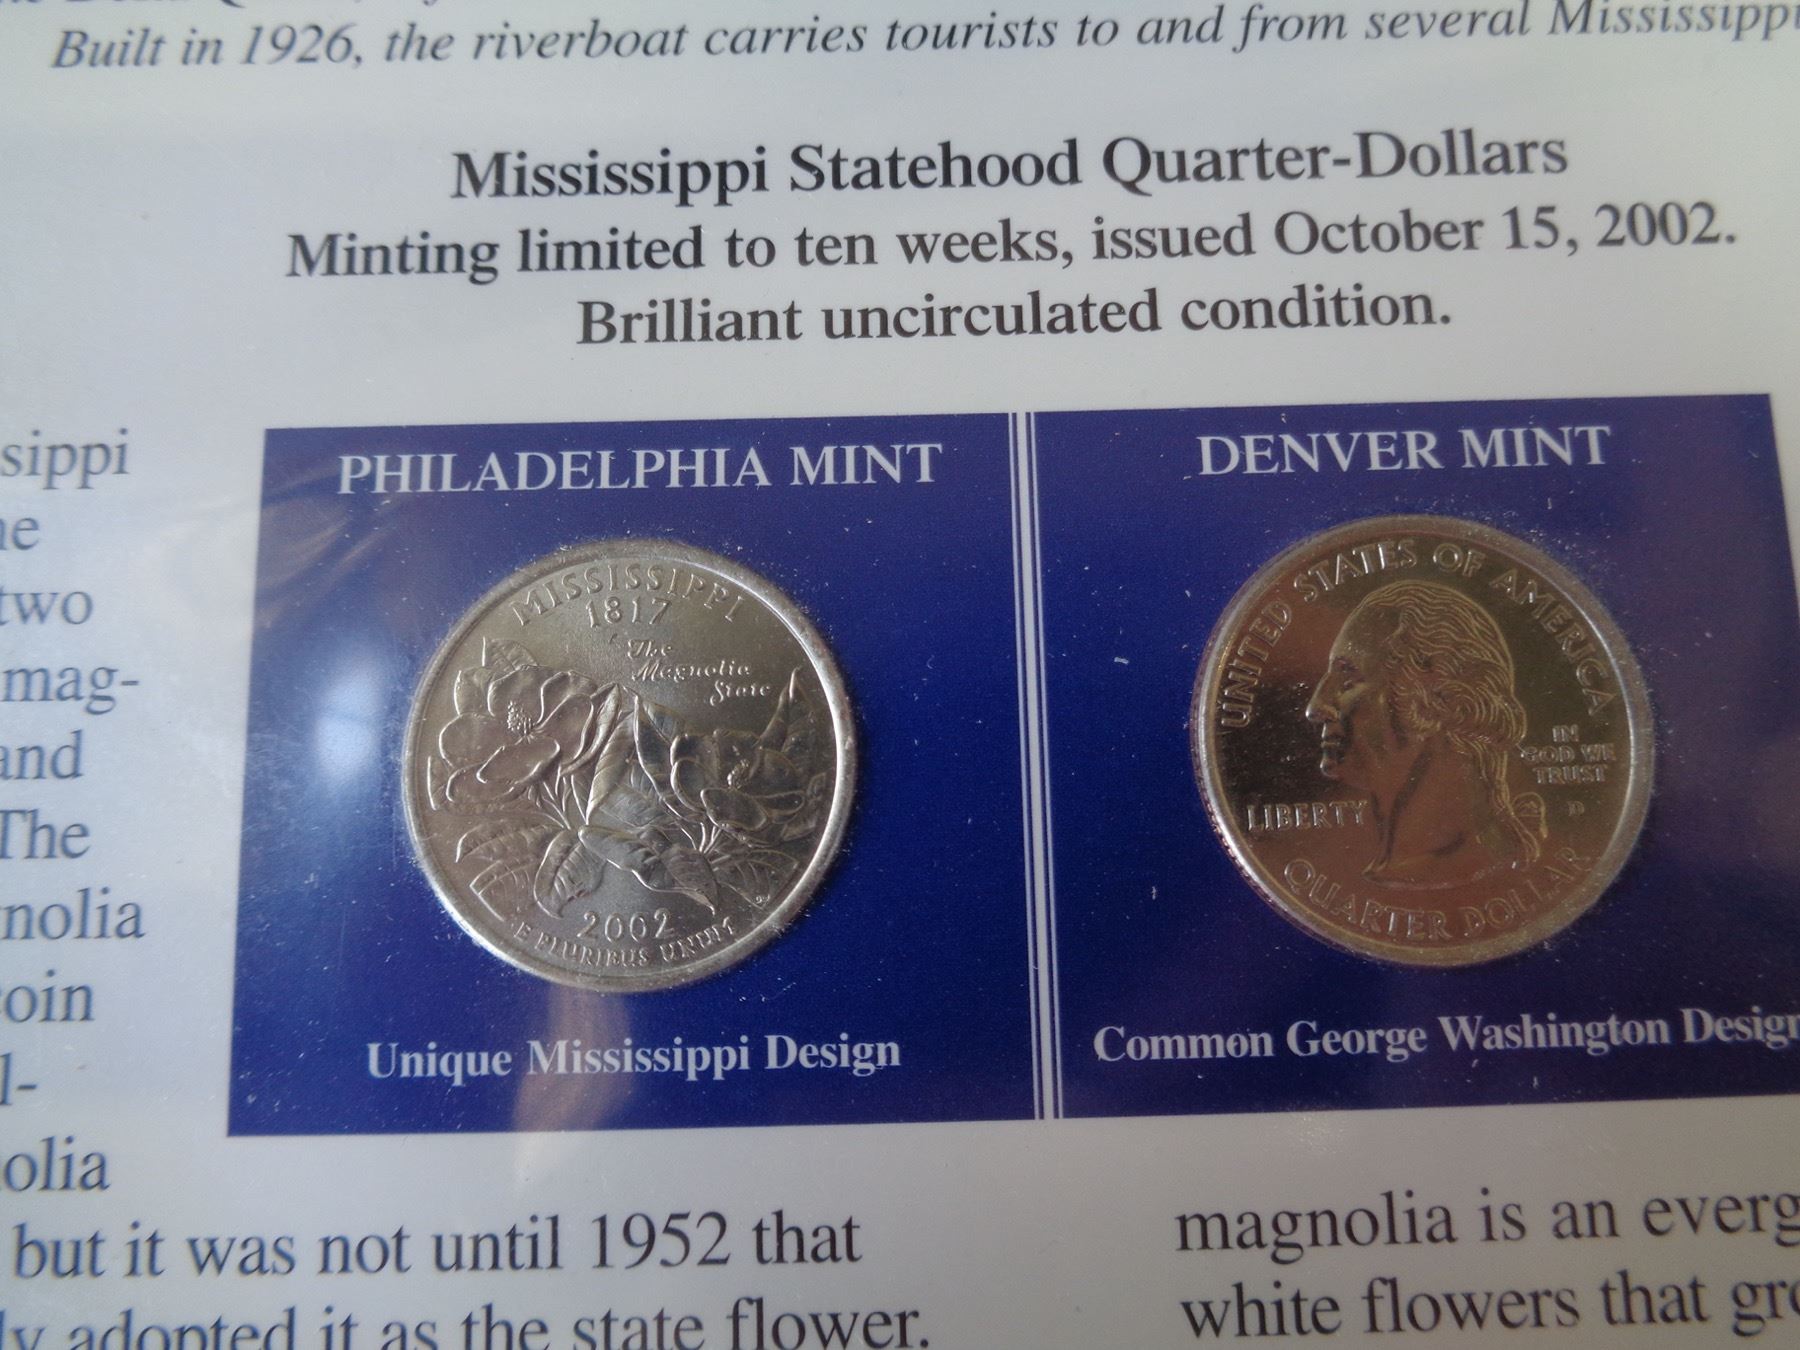 Built in 1926, the riverboat carries tourists to and from several Mississippi
Mississippi Statehood Quarter-Dollars
Minting limited to ten weeks, issued October 15, 2002.
Brilliant uncirculated condition.
sippi
two
mag-
and
The
nolia
oin
l-
olia
but it was not until 1952 that
adopted it as the state flower.
PHILADELPHIA MINT
MISSISSIPPI
1817
The
Magnolia
State
2002
E PLURIBUS UNUM
Unique Mississippi Design
DENVER MINT
UNITED STATES OF AMERICA
IN
GOD WE
TRUST
LIBERTY
D
QUARTER DOLLAR
Common George Washington Design
magnolia is an everg
white flowers that gro